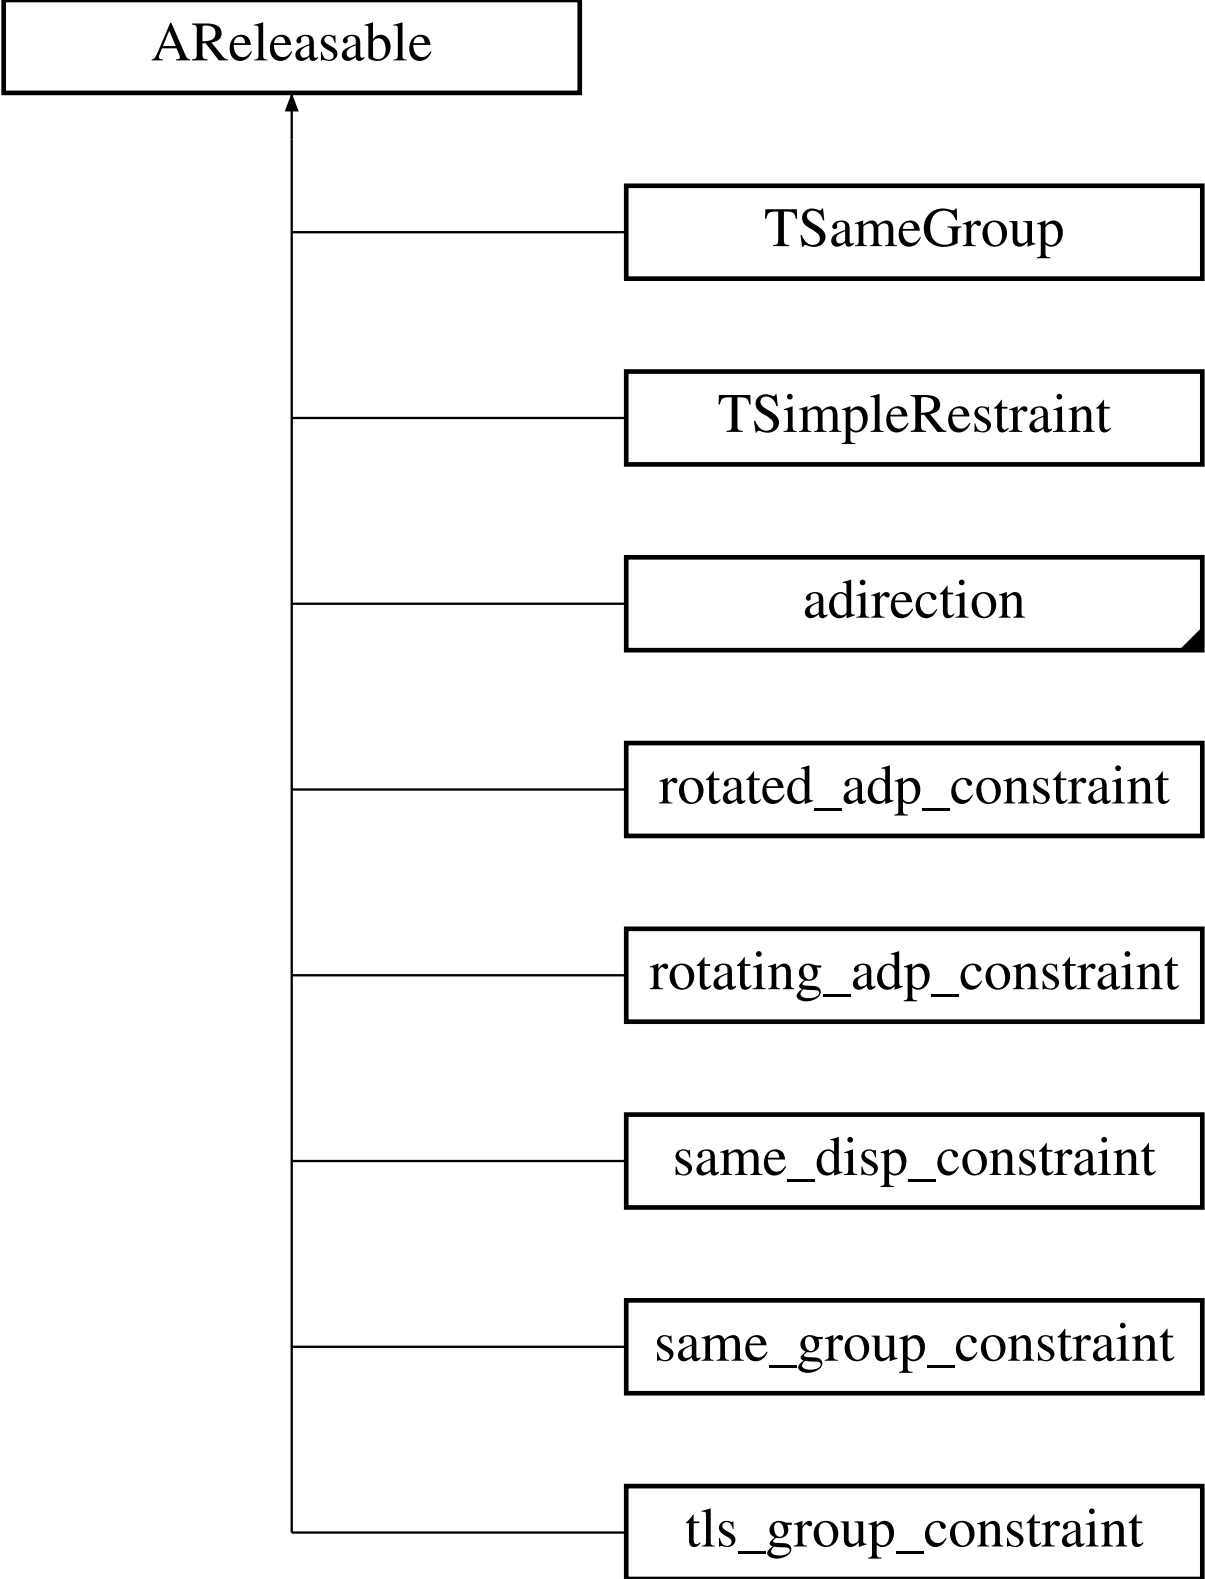 AReleasable
TSameGroup
TSimpleRestraint
adirection
rotated_adp_constraint
rotating_adp_constraint
same_disp_constraint
same_group_constraint
tls_group_constraint